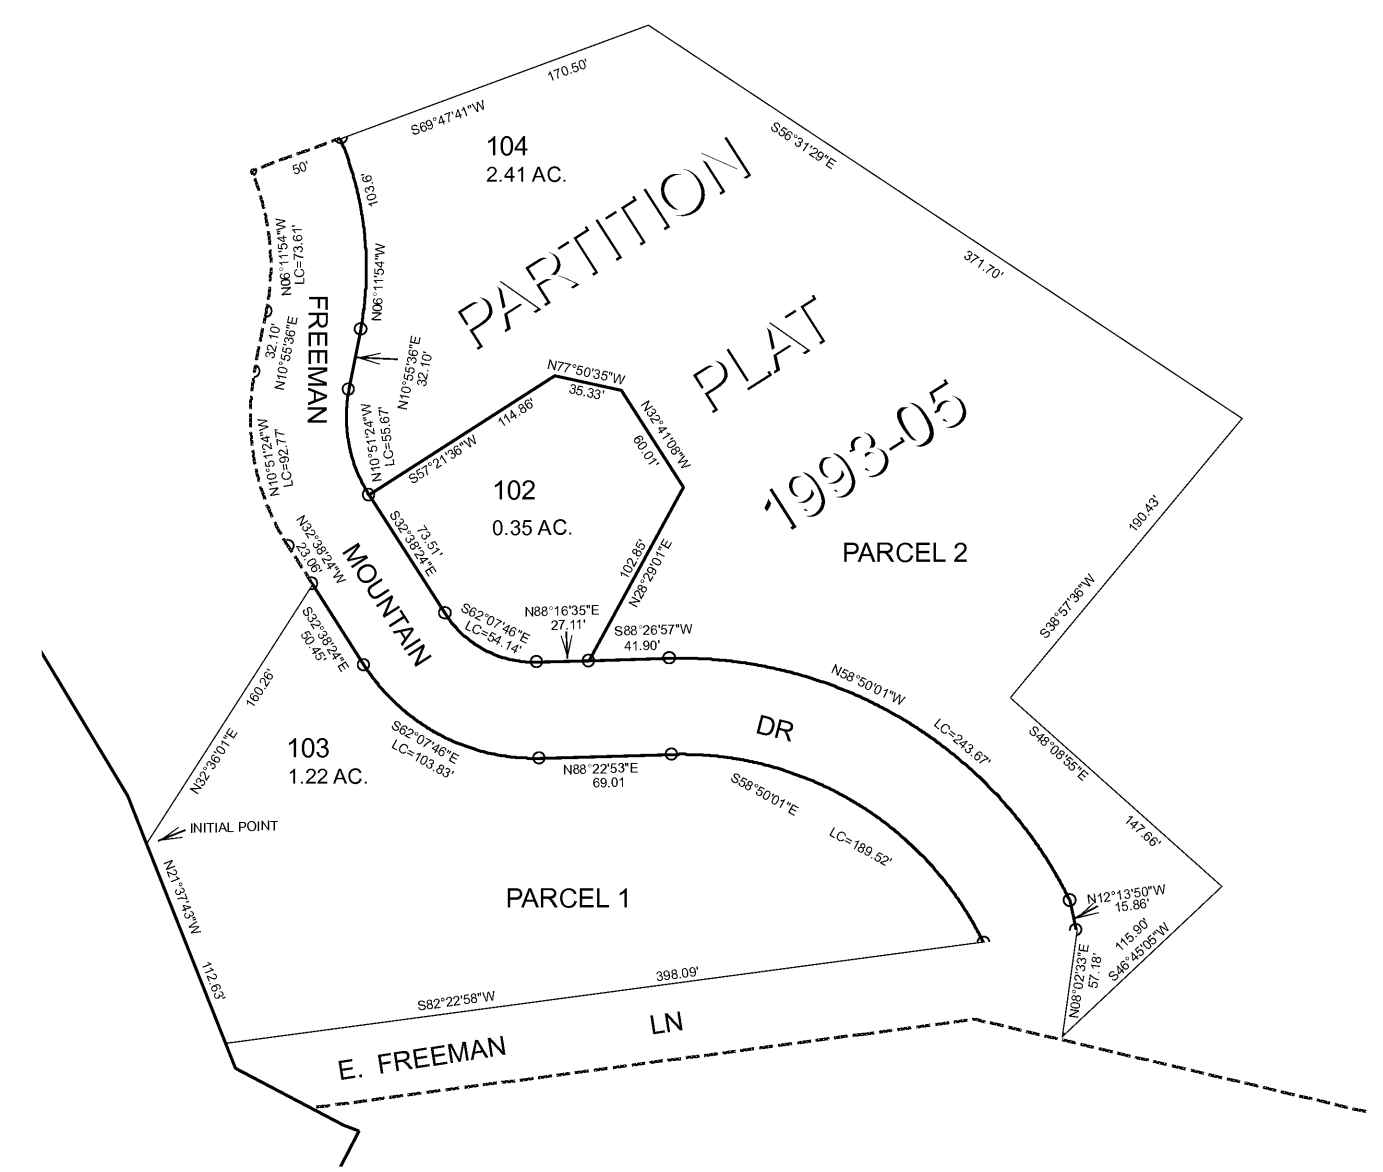 170.50'
S69°47'41"W
104
2.41 AC.
S56°31'29"E
371.70'
50'
103.6'
PARTITION
PLAT
1993-05
N06°11'54"W
LC=73.61'
N06°11'54"W
FREEMAN
32.10'
N10°55'36"E
N10°55'36"E
32.10'
N77°50'35"W
35.33'
114.86'
S57°21'36"W
N32°41'08"W
60.01'
N10°51'24"W
LC=55.67'
N10°51'24"W
LC=92.77'
102
0.35 AC.
190.43'
S38°57'36"W
PARCEL 2
N32°38'24"W
23.06'
73.51'
S32°38'24"E
MOUNTAIN
102.85'
N28°29'01"E
S62°07'46"E
LC=54.14'
N88°16'35"E
27.11'
S88°26'57"W
41.90'
S32°38'24"E
50.45'
160.26'
N32°36'01"E
N58°50'01"W
LC=243.67'
DR
S62°07'46"E
LC=103.83'
103
1.22 AC.
N88°22'53"E
69.01
S58°50'01"E
LC=189.52'
S48°08'55"E
147.66'
INITIAL POINT
N21°37'43"W
112.63'
PARCEL 1
N12°13'50"W
15.86'
115.90'
S46°45'05"W
N08°02'33"E
57.18'
398.09'
S82°22'58"W
E. FREEMAN
LN